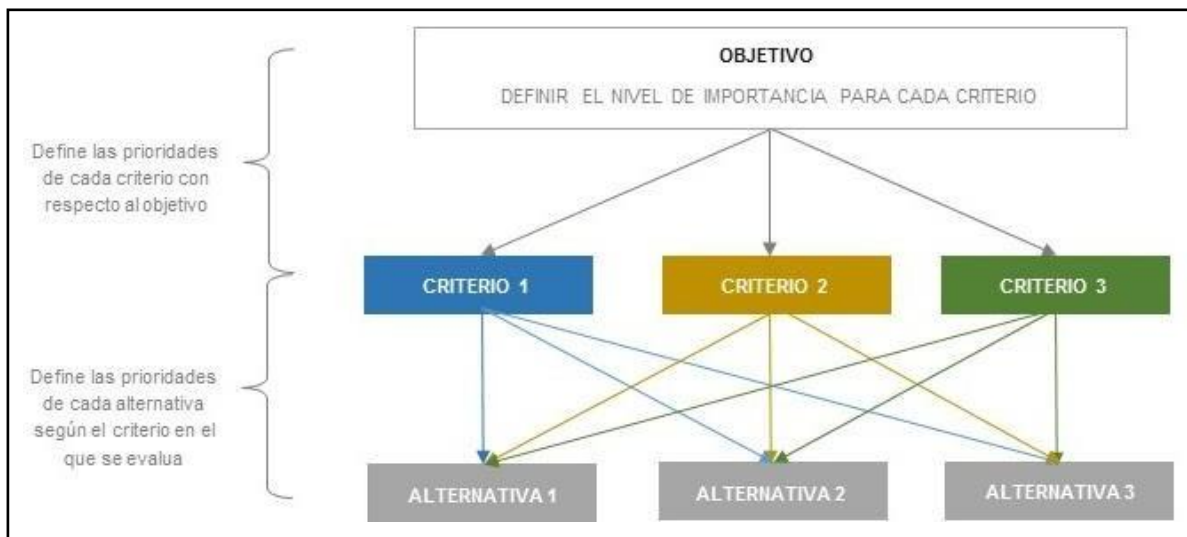 OBJETIVO
DEFINIR EL NIVEL DE IMPORTANCIA PARA CADA CRITERIO
Define las prioridades
de cada criterio con
respecto al objetivo
CRITERIO 1
CRITERIO 2
CRITERIO 3
Define las prioridades
de cada alternativa
según el criterio en el
que se evalua
ALTERNATIVA 1
ALTERNATIVA 2
ALTERNATIVA 3